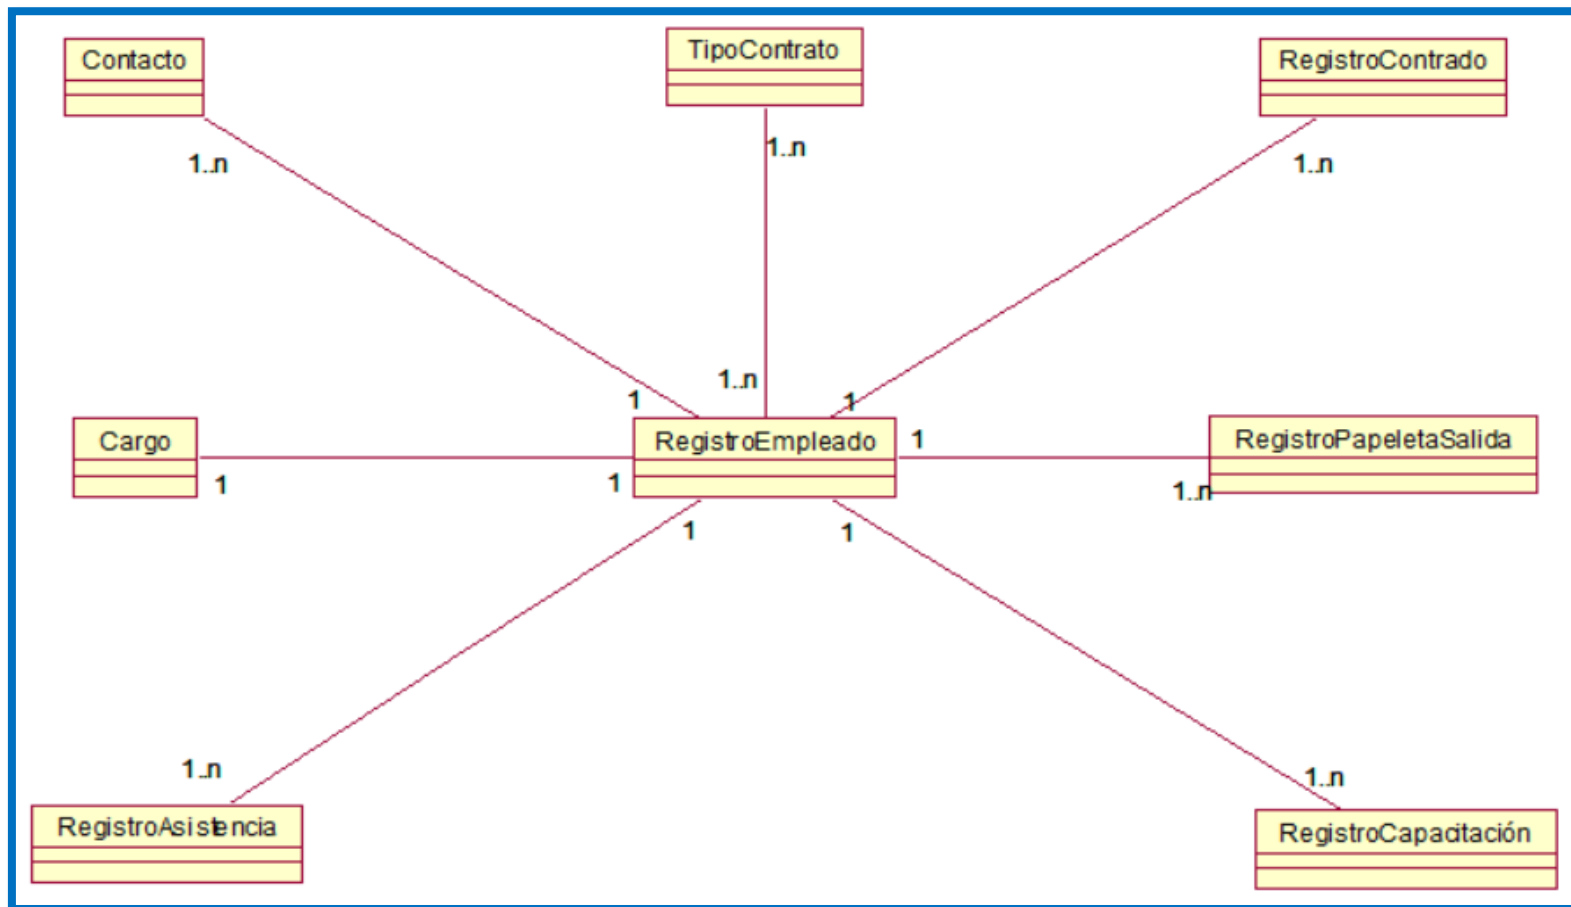 Contacto
TipoContrato
RegistroContrado
1..n
1..n
1..n
1..n
1
1
Cargo
RegistroEmpleado
1
RegistroPapeletaSalida
1
1
1..n
1
1
1..n
1..n
RegistroAsistencia
RegistroCapacitación